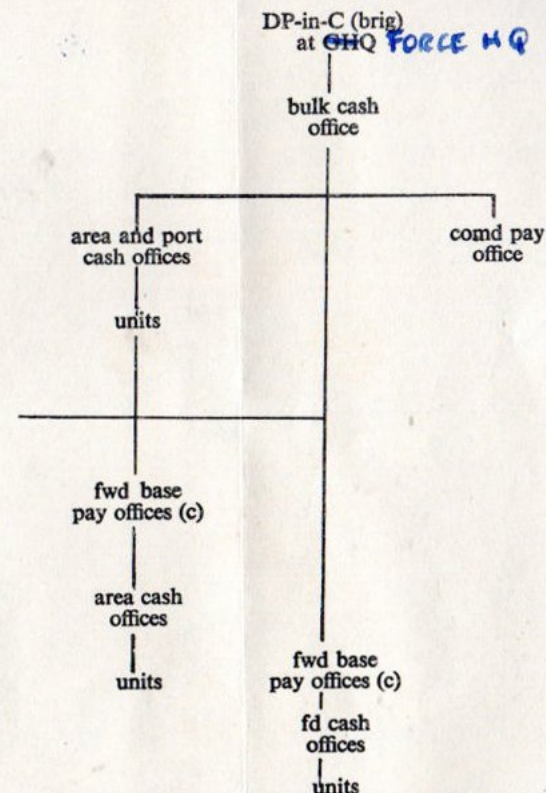 DP-in-C (brig)
at GHQ FORCE HQ
bulk cash
office
area and port
cash offices
comd pay
office
units
fwd base
pay offices (c)
area cash
offices
units
fwd base
pay offices (c)
fd cash
offices
units